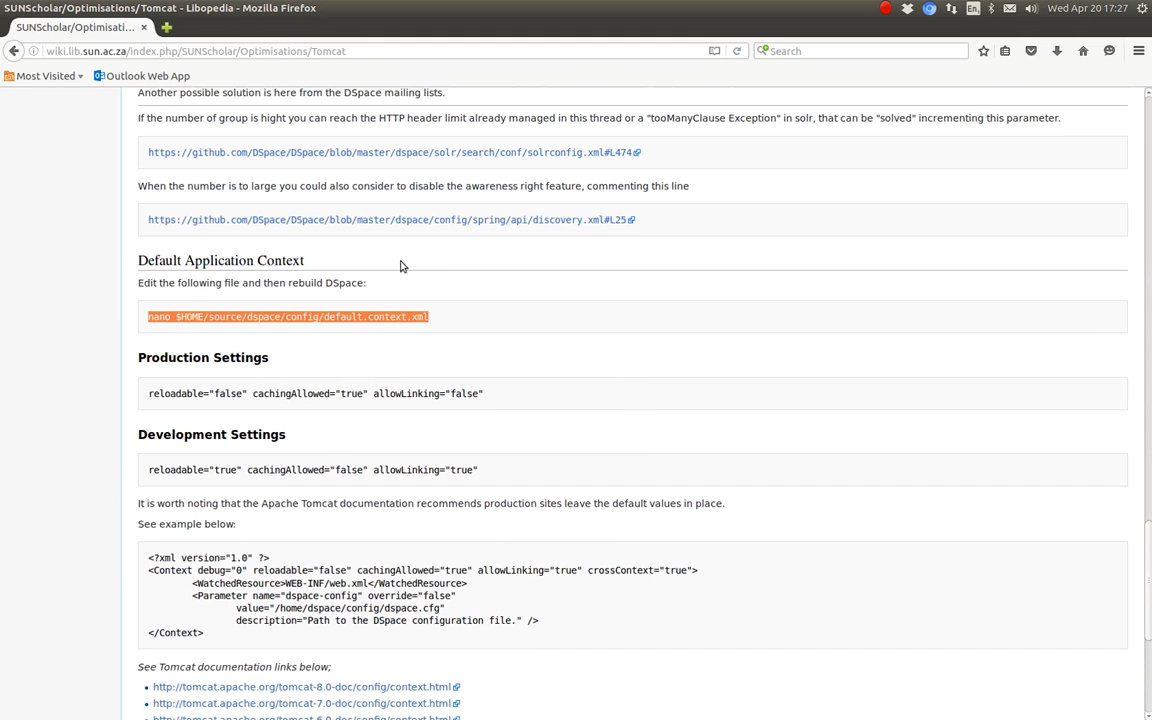 SUNScholar/Optimisations/Tomcat - Libopedia - Mozilla Firefox
En
Wed Apr 20 17:27
SUNScholar/Optimisati...
wiki.lib.sun.ac.za/index.php/SUNScholar/Optimisations/Tomcat
Search
Most Visited
Outlook Web App
Another possible solution is here from the DSpace mailing lists.
If the number of group is hight you can reach the HTTP header limit already managed in this thread or a "tooManyClause Exception" in solr, that can be "solved" incrementing this parameter.
https://github.com/DSpace/DSpace/blob/master/dspace/solr/search/conf/solrconfig.xml#L474
When the number is to large you could also consider to disable the awareness right feature, commenting this line
https://github.com/DSpace/DSpace/blob/master/dspace/config/spring/api/discovery.xml#L25
Default Application Context
Edit the following file and then rebuild DSpace:
nano $HOME/source/dspace/config/default.context.xml
Production Settings
reloadable="false" cachingAllowed="true" allowLinking="false"
Development Settings
reloadable="true" cachingAllowed="false" allowLinking="true"
It is worth noting that the Apache Tomcat documentation recommends production sites leave the default values in place.
See example below:
<?xml version="1.0" ?>
<Context debug="0" reloadable="false" cachingAllowed="true" allowLinking="true" crossContext="true">
<WatchedResource>WEB-INF/web.xml</WatchedResource>
<Parameter name="dspace-config" override="false"
value="/home/dspace/config/dspace.cfg"
description="Path to the DSpace configuration file." />
</Context>
See Tomcat documentation links below;
http://tomcat.apache.org/tomcat-8.0-doc/config/context.html
http://tomcat.apache.org/tomcat-7.0-doc/config/context.html
http://tomcat.apache.org/tomcat-6.0-doc/config/context.html